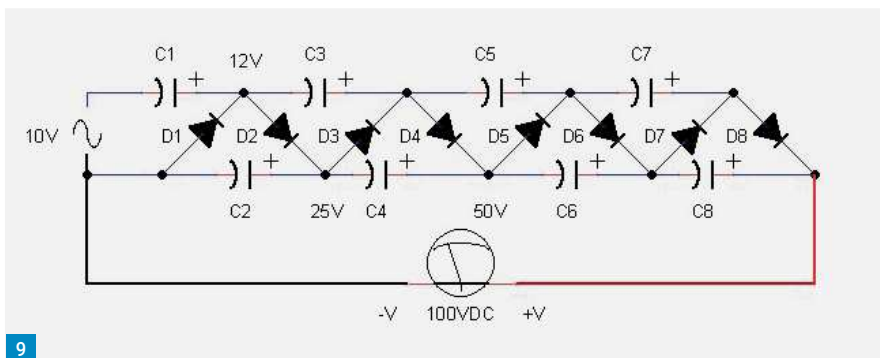 C1 C3 C5 C7
12V
+ + + +
10V D1 D2 D3 D4 D5 D6 D7 D8
+ + + +
C2 25V C4 50V C6 C8
-V 100VDC +V
9